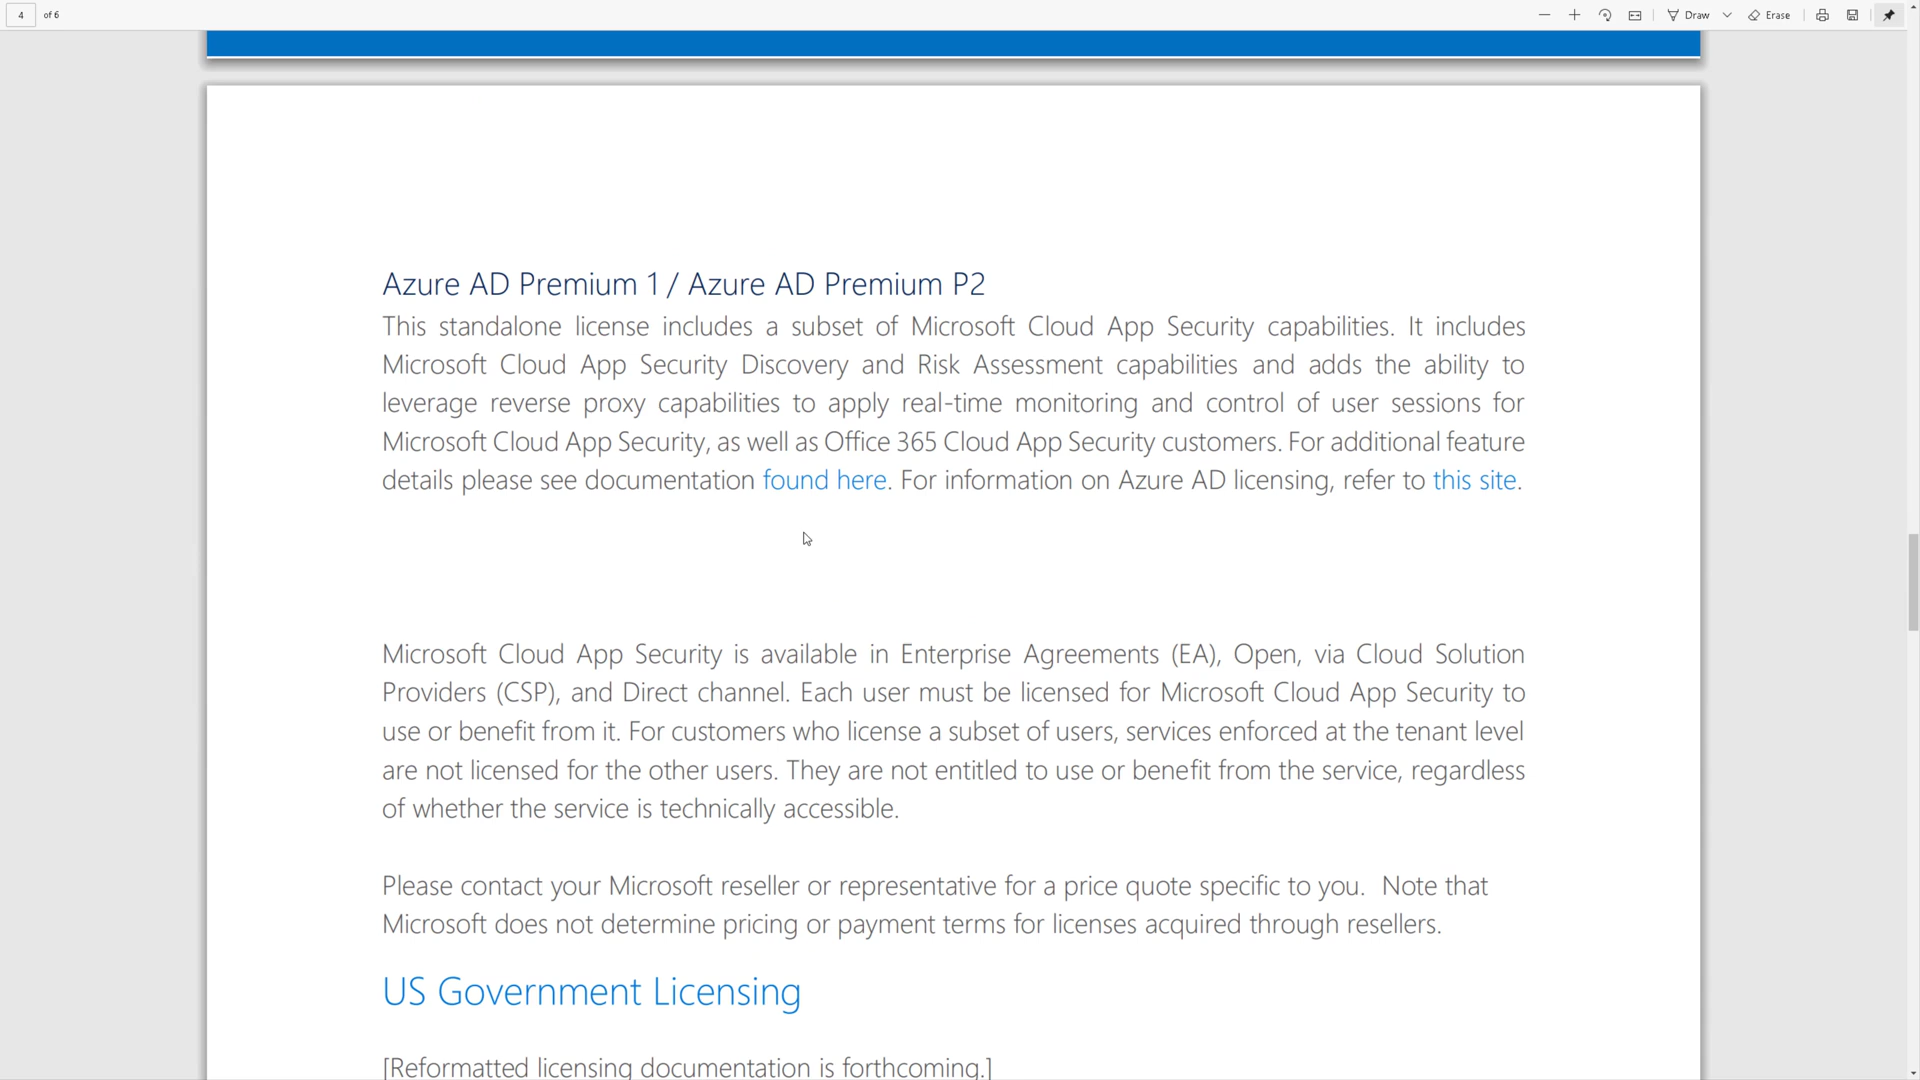 4 of 6
Draw
Erase
Azure AD Premium 1 / Azure AD Premium P2
This standalone license includes a subset of Microsoft Cloud App Security capabilities. It includes
Microsoft Cloud App Security Discovery and Risk Assessment capabilities and adds the ability to
leverage reverse proxy capabilities to apply real-time monitoring and control of user sessions for
Microsoft Cloud App Security, as well as Office 365 Cloud App Security customers. For additional feature
details please see documentation found here. For information on Azure AD licensing, refer to this site.
Microsoft Cloud App Security is available in Enterprise Agreements (EA), Open, via Cloud Solution
Providers (CSP), and Direct channel. Each user must be licensed for Microsoft Cloud App Security to
use or benefit from it. For customers who license a subset of users, services enforced at the tenant level
are not licensed for the other users. They are not entitled to use or benefit from the service, regardless
of whether the service is technically accessible.
Please contact your Microsoft reseller or representative for a price quote specific to you.  Note that
Microsoft does not determine pricing or payment terms for licenses acquired through resellers.
US Government Licensing
[Reformatted licensing documentation is forthcoming.]